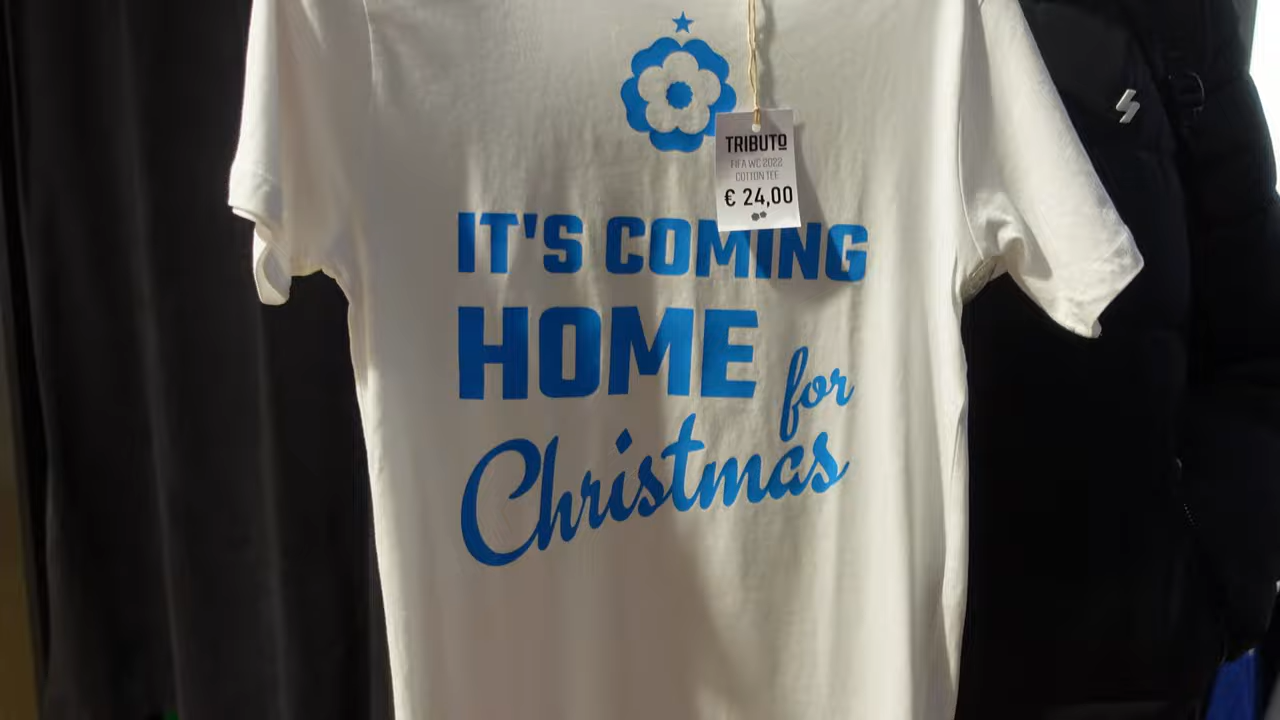 TRIBUTO
FIFA WC 2022
COTTON TEE
€ 24,00
IT'S COMING
HOME for
Christmas